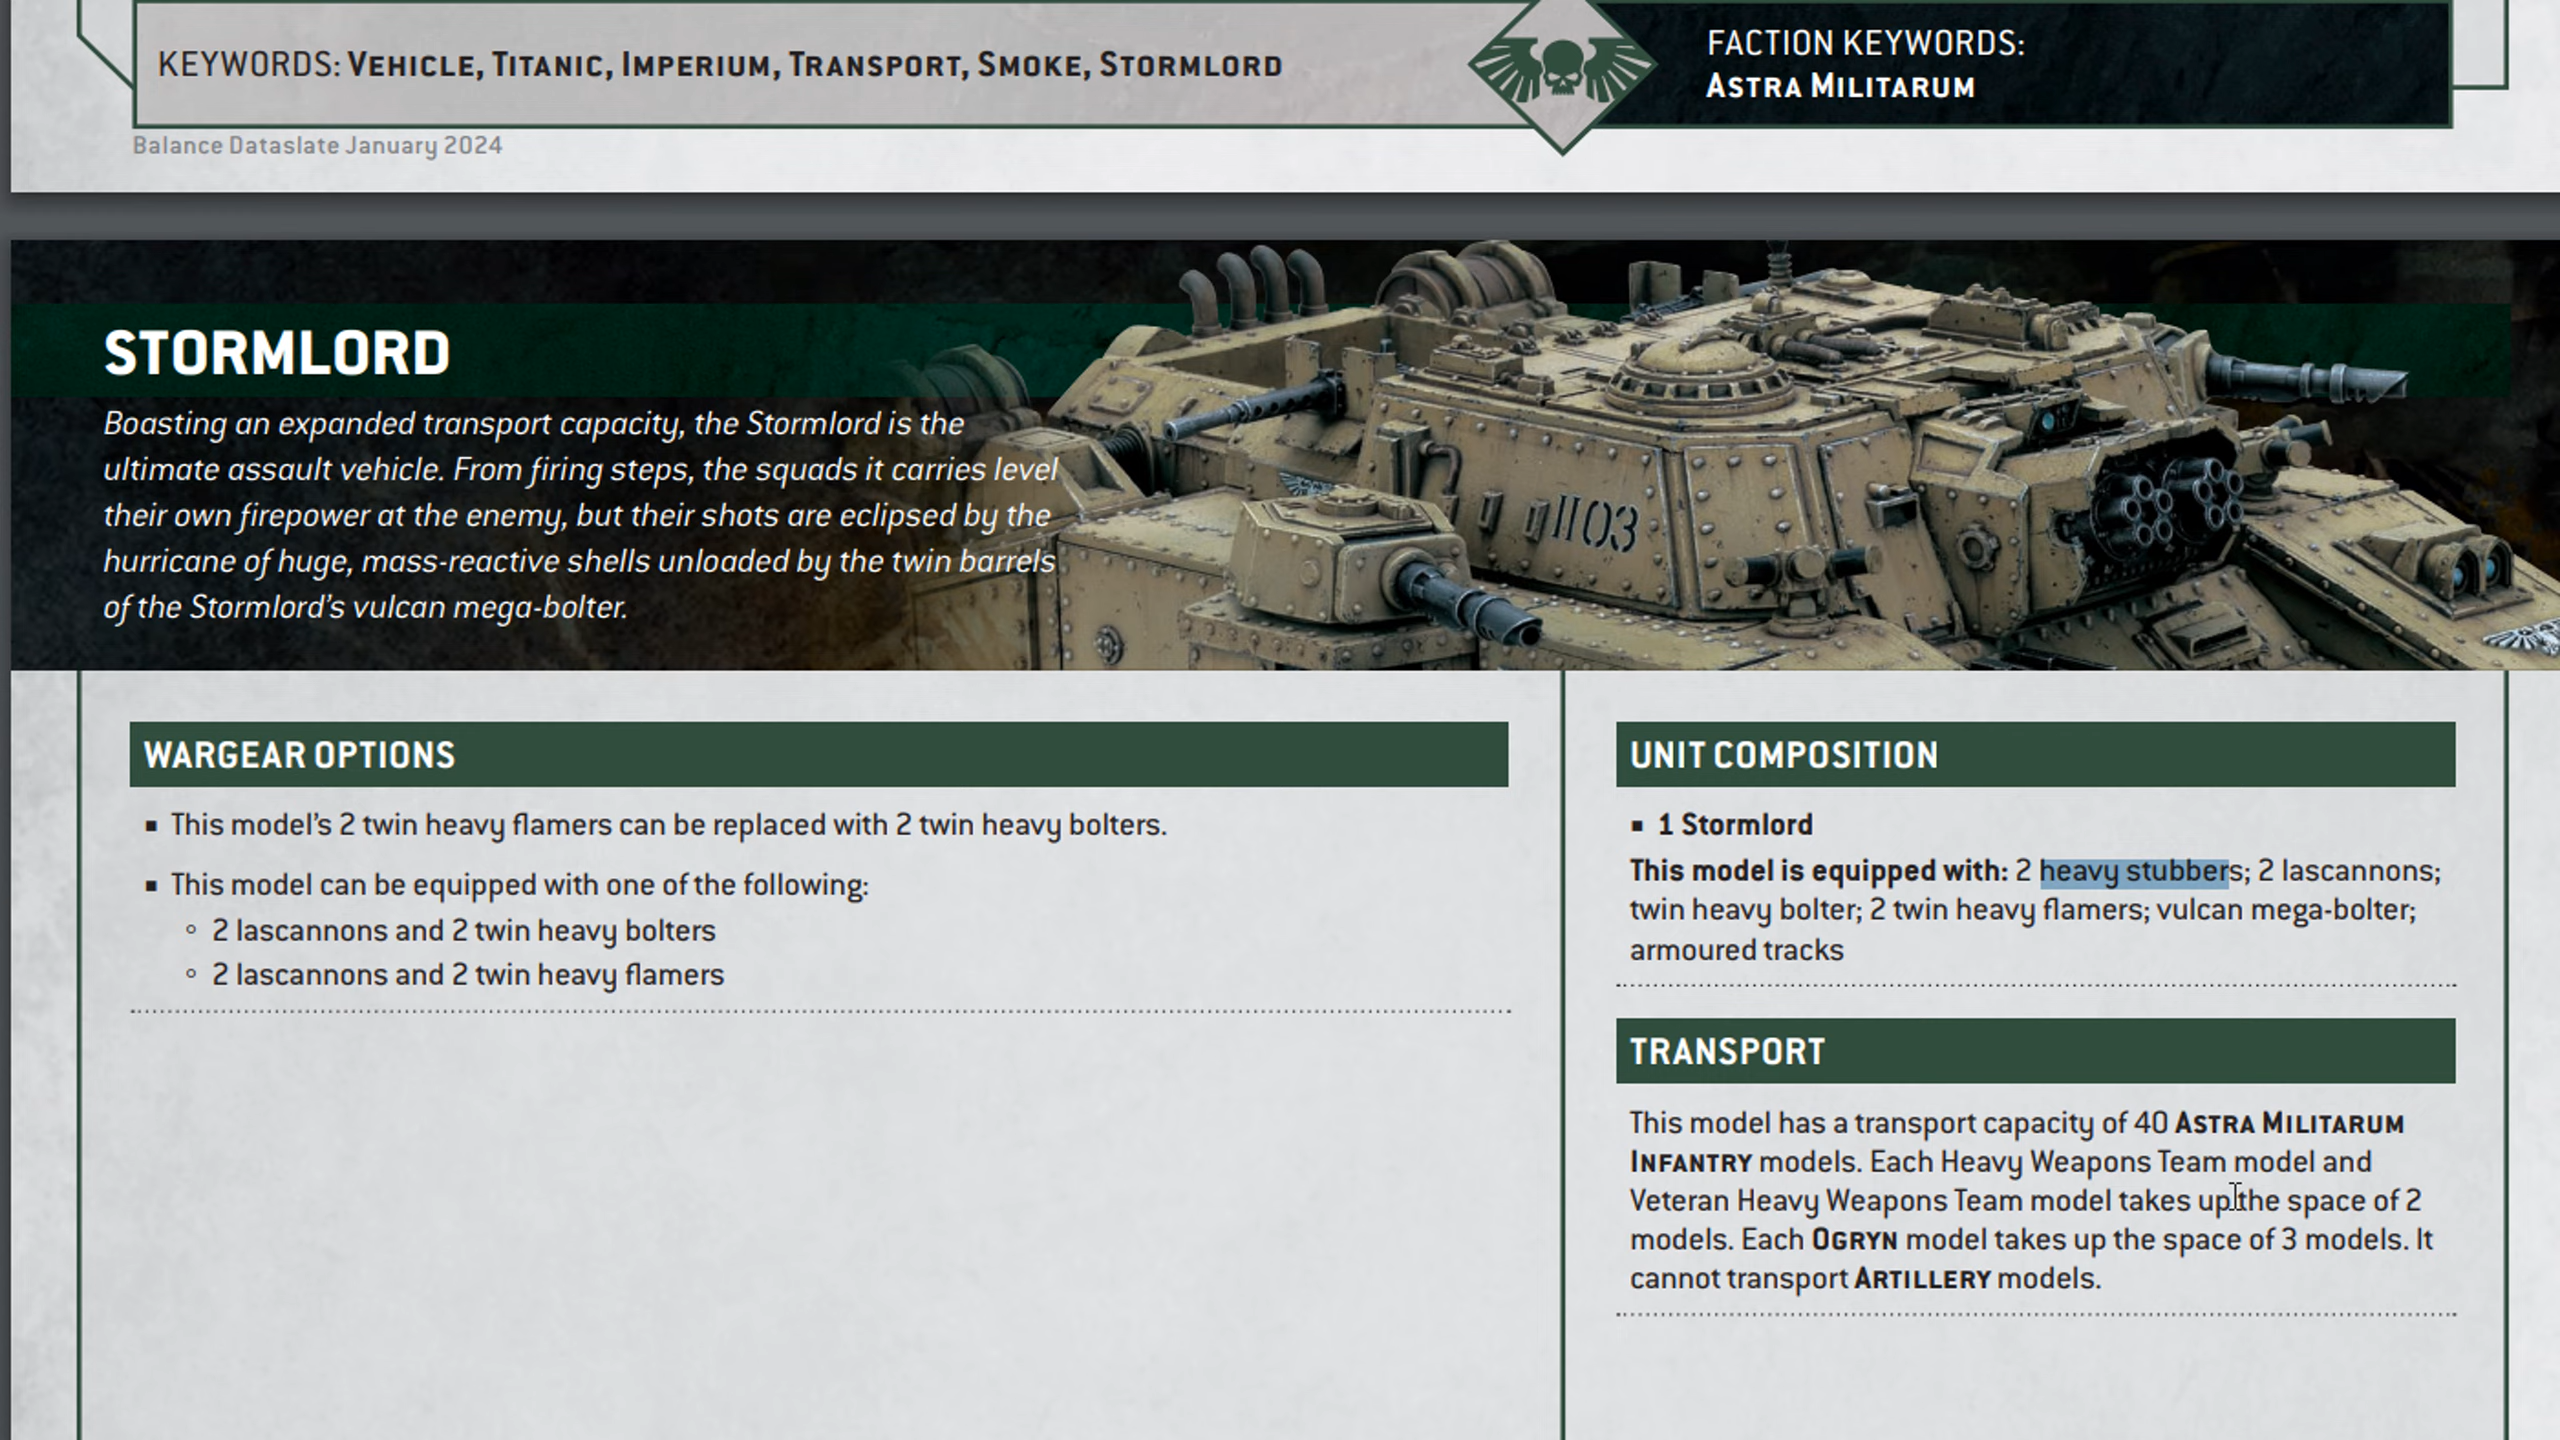 KEYWORDS: VEHICLE, TITANIC, IMPERIUM, TRANSPORT, SMOKE, STORMLORD
FACTION KEYWORDS:
ASTRA MILITARUM
Balance Dataslate January 2024
STORMLORD
Boasting an expanded transport capacity, the Stormlord is the
ultimate assault vehicle. From firing steps, the squads it carries level
their own firepower at the enemy, but their shots are eclipsed by the
hurricane of huge, mass-reactive shells unloaded by the twin barrels
of the Stormlord's vulcan mega-bolter.
1103
WARGEAR OPTIONS
▪ This model's 2 twin heavy flamers can be replaced with 2 twin heavy bolters.
▪ This model can be equipped with one of the following:
◦ 2 lascannons and 2 twin heavy bolters
◦ 2 lascannons and 2 twin heavy flamers
UNIT COMPOSITION
▪ 1 Stormlord
This model is equipped with: 2 heavy stubbers; 2 lascannons;
twin heavy bolter; 2 twin heavy flamers; vulcan mega-bolter;
armoured tracks
TRANSPORT
This model has a transport capacity of 40 ASTRA MILITARUM
INFANTRY models. Each Heavy Weapons Team model and
Veteran Heavy Weapons Team model takes up the space of 2
models. Each OGRYN model takes up the space of 3 models. It
cannot transport ARTILLERY models.